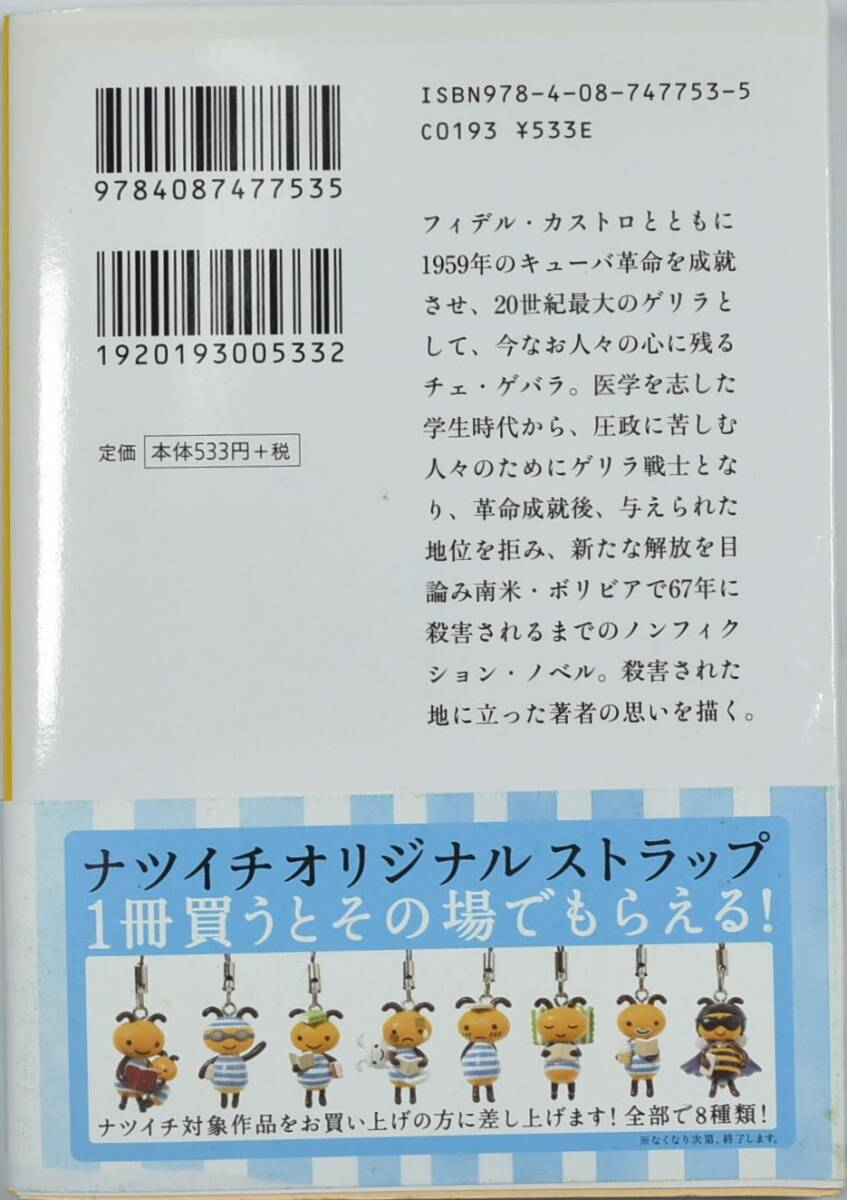 9784087477535
1920193005332
定価 本体533円+税
ISBN978-4-08-747753-5
C0193 ¥533E
フィデル・カストロとともに
1959年のキューバ革命を成就
させ、20世紀最大のゲリラと
して、今なお人々の心に残る
チェ・ゲバラ。医学を志した
学生時代から、圧政に苦しむ
人々のためにゲリラ戦士とな
り、革命成就後、与えられた
地位を拒み、新たな解放を目
論み南米・ボリビアで67年に
殺害されるまでのノンフィク
ション・ノベル。殺害された
地に立った著者の思いを描く。
ナツイチオリジナルストラップ
1冊買うとその場でもらえる!
ナツイチ対象作品をお買い上げの方に差し上げます! 全部で8種類!
※なくなり次第、終了します。